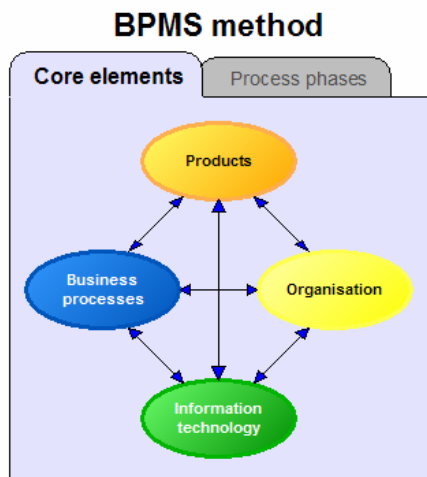 BPMS method
Core elements
Process phases
Products
Business
processes
Organisation
Information
technology